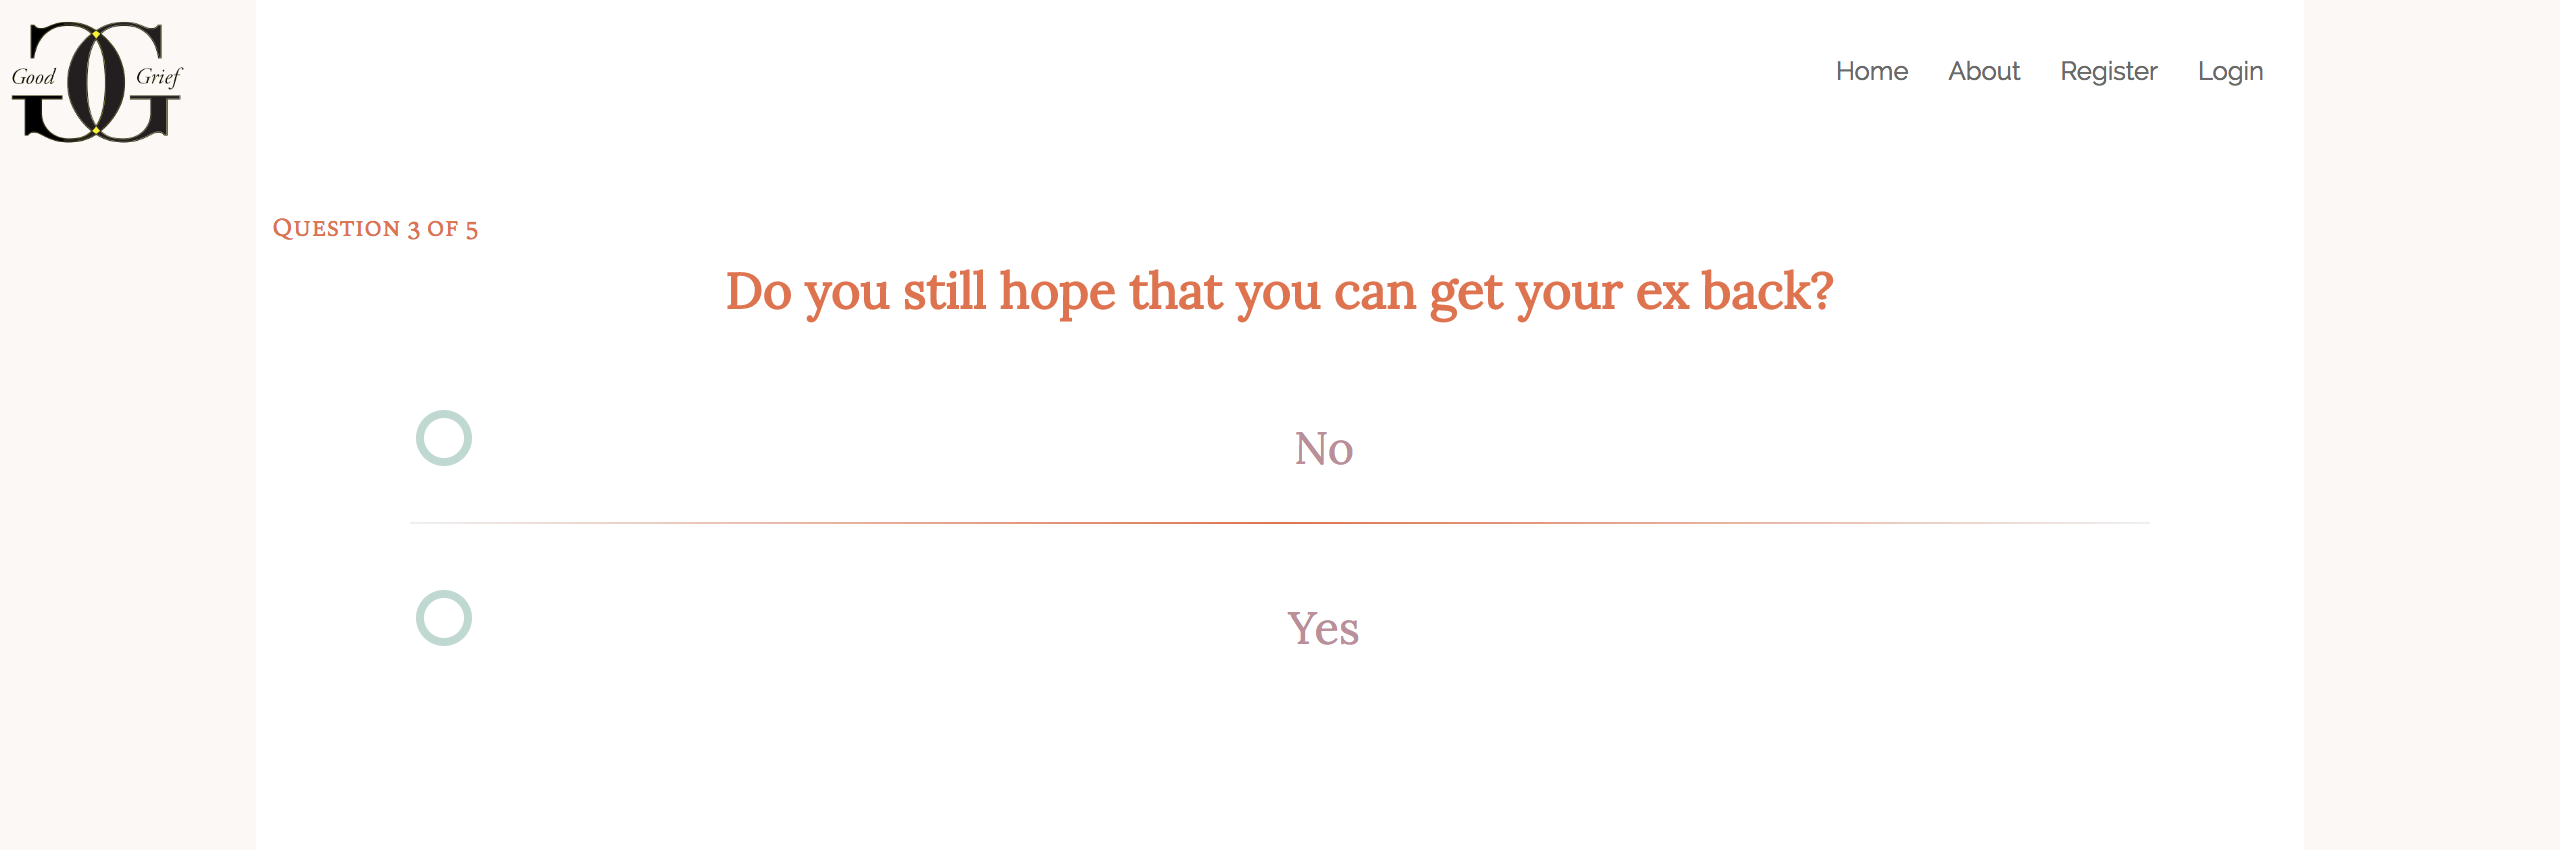 Good Grief
Home About Register Login
Question 3 of 5
Do you still hope that you can get your ex back?
No
Yes